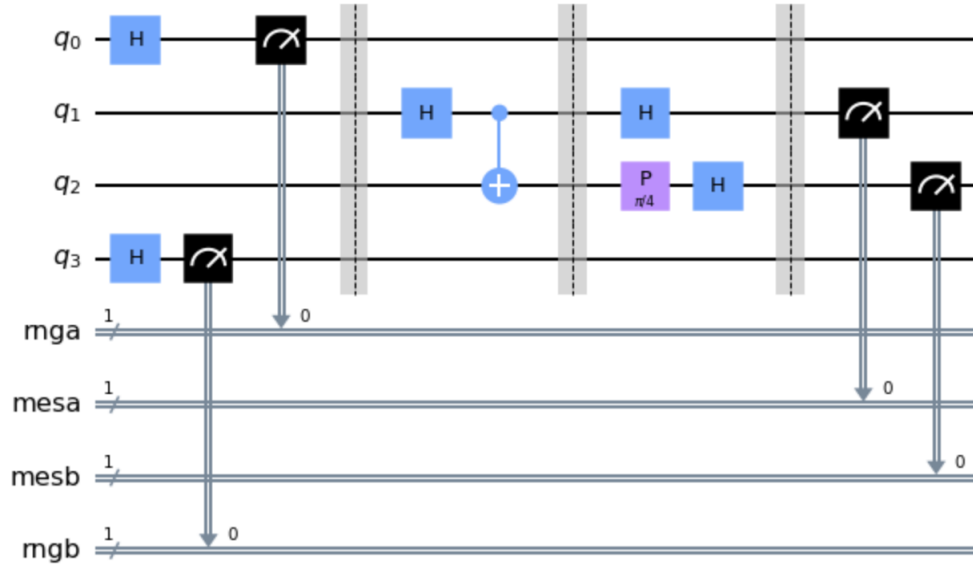 q0 H
q1 H H
q2 P π/4 H
q3 H
rnga 1 0
mesa 1 0
mesb 1 0
rngb 1 0